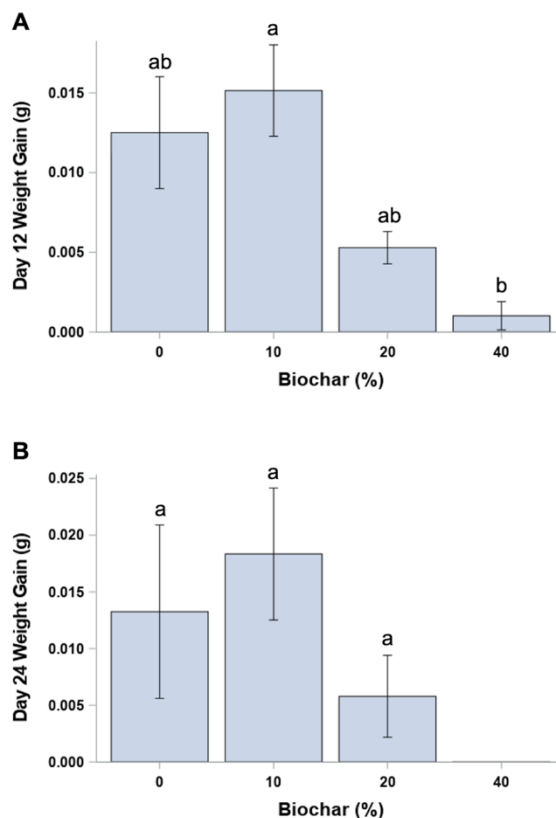 A
Day 12 Weight Gain (g)
0.015
0.010
0.005
0.000
ab
a
ab
b
0 10 20 40
Biochar (%)
B
Day 24 Weight Gain (g)
0.025
0.020
0.015
0.010
0.005
0.000
a
a
a
0 10 20 40
Biochar (%)